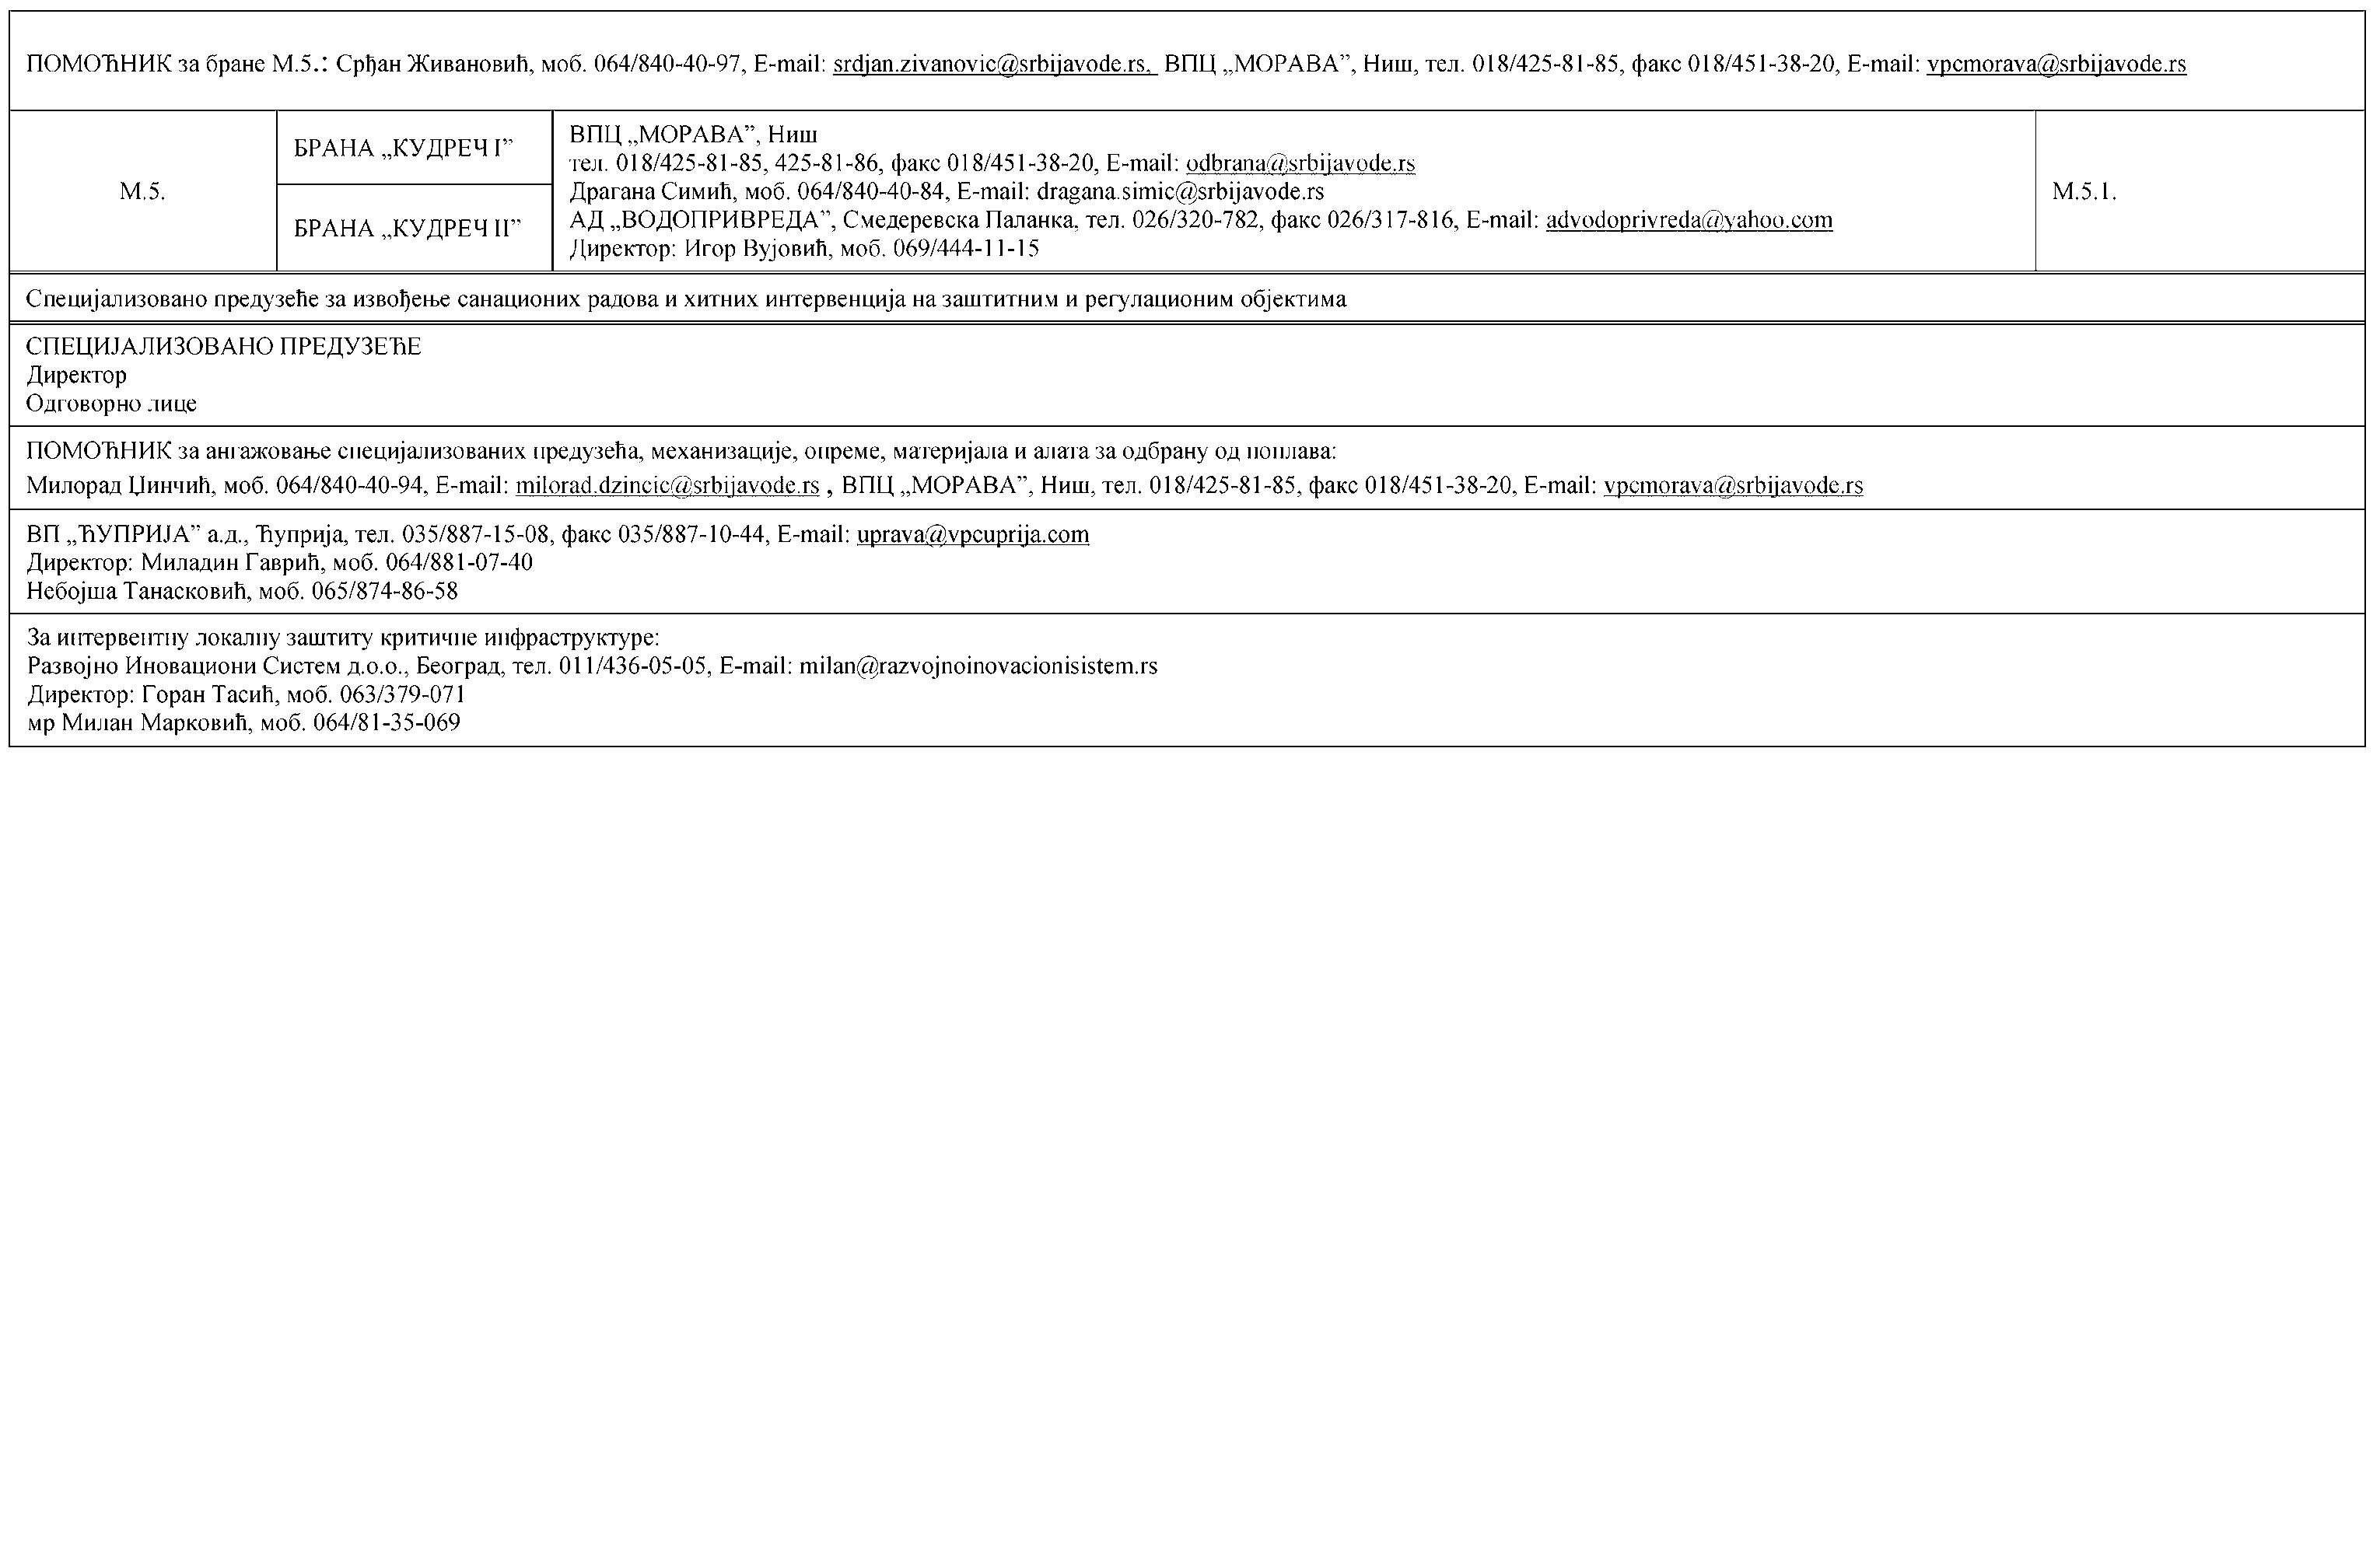 ПОМОЋНИК за бране М.5.: Срђан Живановић, моб. 064/840-40-97, E-mail: srdjan.zivanovic@srbijavode.rs, ВПЦ „МОРАВА”, Ниш, тел. 018/425-81-85, факс 018/451-38-20, E-mail: vpcmorava@srbijavode.rs
М.5.
БРАНА „КУДРЕЧ I”
БРАНА „КУДРЕЧ II”
ВПЦ „МОРАВА”, Ниш
тел. 018/425-81-85, 425-81-86, факс 018/451-38-20, E-mail: odbrana@srbijavode.rs
Драгана Симић, моб. 064/840-40-84, E-mail: dragana.simic@srbijavode.rs
АД „ВОДОПРИВРЕДА”, Смедеревска Паланка, тел. 026/320-782, факс 026/317-816, E-mail: advodoprivreda@yahoo.com
Директор: Игор Вујовић, моб. 069/444-11-15
М.5.1.
Специјализовано предузеће за извођење санационих радова и хитних интервенција на заштитним и регулационим објектима
СПЕЦИЈАЛИЗОВАНО ПРЕДУЗЕЋЕ
Директор
Одговорно лице
ПОМОЋНИК за ангажовање специјализованих предузећа, механизације, опреме, материјала и алата за одбрану од поплава:
Милорад Џинчић, моб. 064/840-40-94, E-mail: milorad.dzincic@srbijavode.rs , ВПЦ „МОРАВА”, Ниш, тел. 018/425-81-85, факс 018/451-38-20, E-mail: vpcmorava@srbijavode.rs
ВП „ЋУПРИЈА” а.д., Ћуприја, тел. 035/887-15-08, факс 035/887-10-44, E-mail: uprava@vpcuprija.com
Директор: Миладин Гаврић, моб. 064/881-07-40
Небојша Танасковић, моб. 065/874-86-58
За интервентну локалну заштиту критичне инфраструктуре:
Развојно Иновациони Систем д.о.о., Београд, тел. 011/436-05-05, E-mail: milan@razvojnoinovacionisistem.rs
Директор: Горан Тасић, моб. 063/379-071
мр Милан Марковић, моб. 064/81-35-069